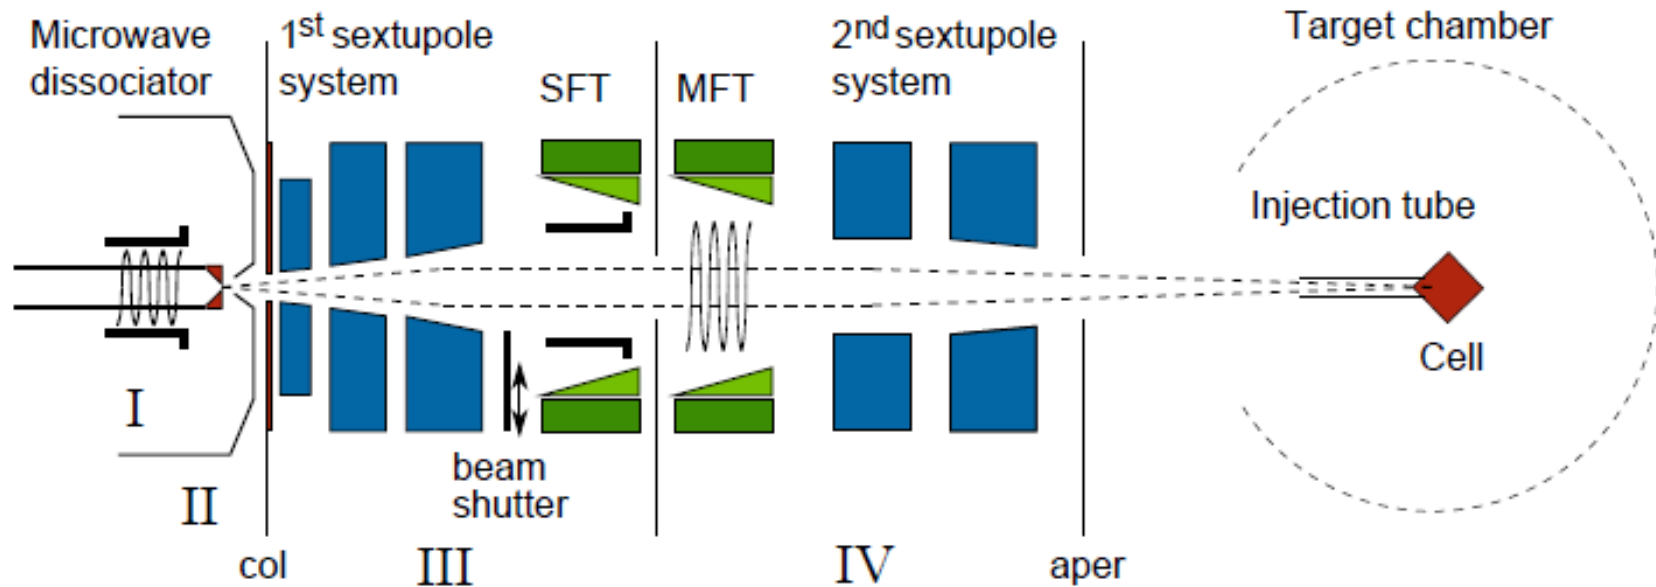 Microwave
dissociator
1st sextupole
system
SFT
MFT
2nd sextupole
system
Target chamber
Injection tube
Cell
I
beam
shutter
II
col
III
IV
aper